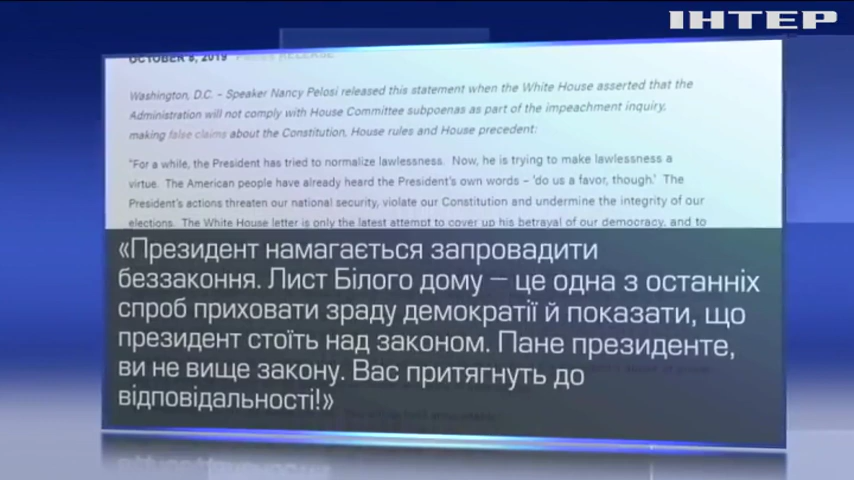 ІНТЕР
OCTOBER 8, 2019 PRESS RELEASE
Washington, D.C. – Speaker Nancy Pelosi released this statement when the White House asserted that the
Administration will not comply with House Committee subpoenas as part of the impeachment inquiry,
making false claims about the Constitution, House rules and House precedent:
"For a while, the President has tried to normalize lawlessness. Now, he is trying to make lawlessness a
virtue. The American people have already heard the President's own words – 'do us a favor, though.' The
President's actions threaten our national security, violate our Constitution and undermine the integrity of our
elections. The White House letter is only the latest attempt to cover up his betrayal of our democracy, and to
«Президент намагається запровадити
беззаконня. Лист Білого дому — це одна з останніх
спроб приховати зраду демократії й показати, що
президент стоїть над законом. Пане президенте,
ви не вище закону. Вас притягнуть до
відповідальності!»